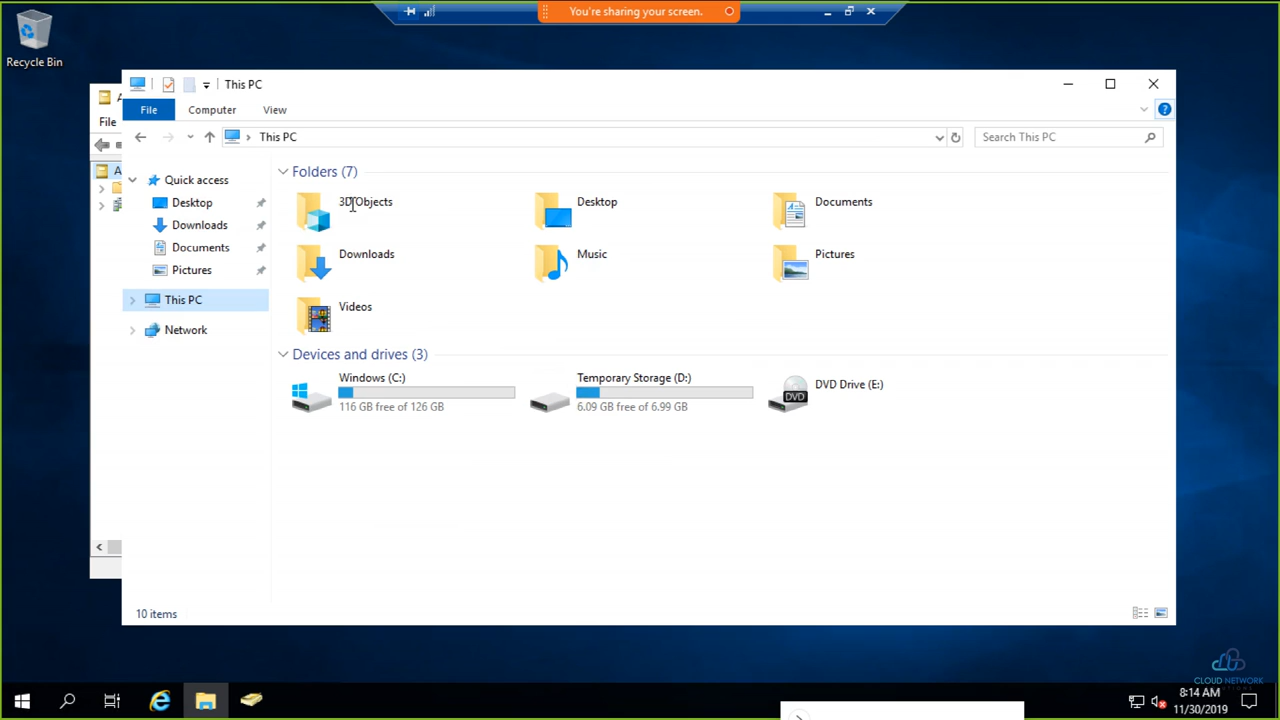 You're sharing your screen.
Recycle Bin
This PC
File
File Computer View
This PC
Search This PC
Quick access
Desktop
Downloads
Documents
Pictures
This PC
Network
Folders (7)
3D Objects
Desktop
Documents
Downloads
Music
Pictures
Videos
Devices and drives (3)
Windows (C:)
116 GB free of 126 GB
Temporary Storage (D:)
6.09 GB free of 6.99 GB
DVD Drive (E:)
DVD
10 items
CLOUD NETWORK
8:14 AM
11/30/2019